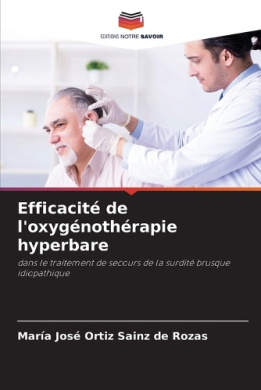 EDITIONS NOTRE SAVOIR
Efficacité de
l'oxygénothérapie
hyperbare
dans le traitement de secours de la surdité brusque
idiopathique
María José Ortiz Sainz de Rozas